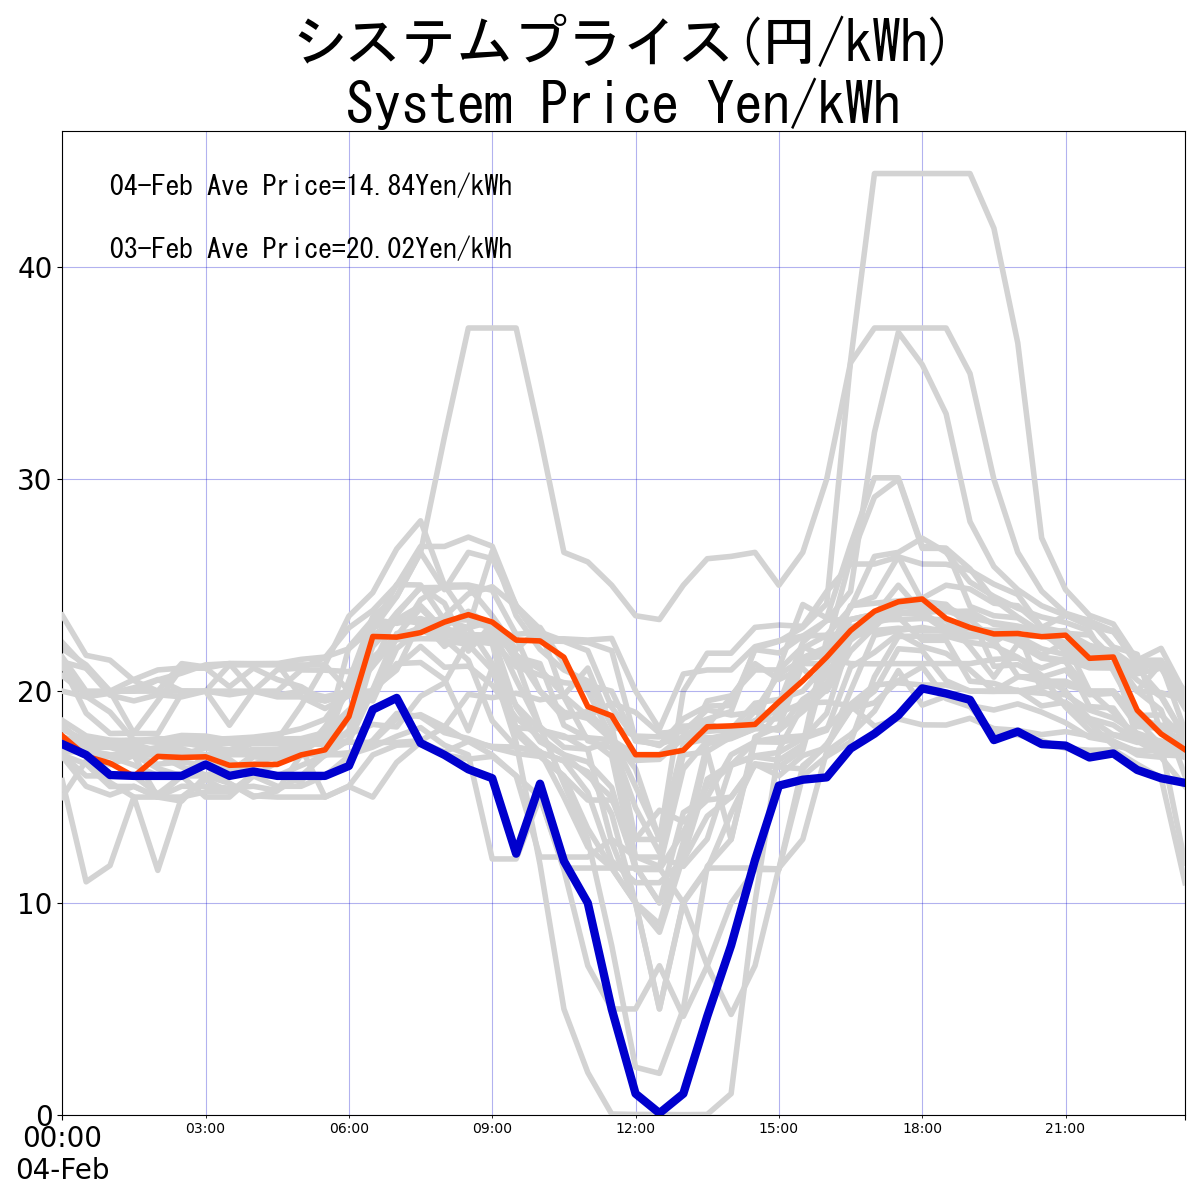 システムプライス(円/kWh)
System Price Yen/kWh
04-Feb Ave Price=14.84Yen/kWh
03-Feb Ave Price=20.02Yen/kWh
40
30
20
10
0
00:00 03:00 06:00 09:00 12:00 15:00 18:00 21:00
04-Feb